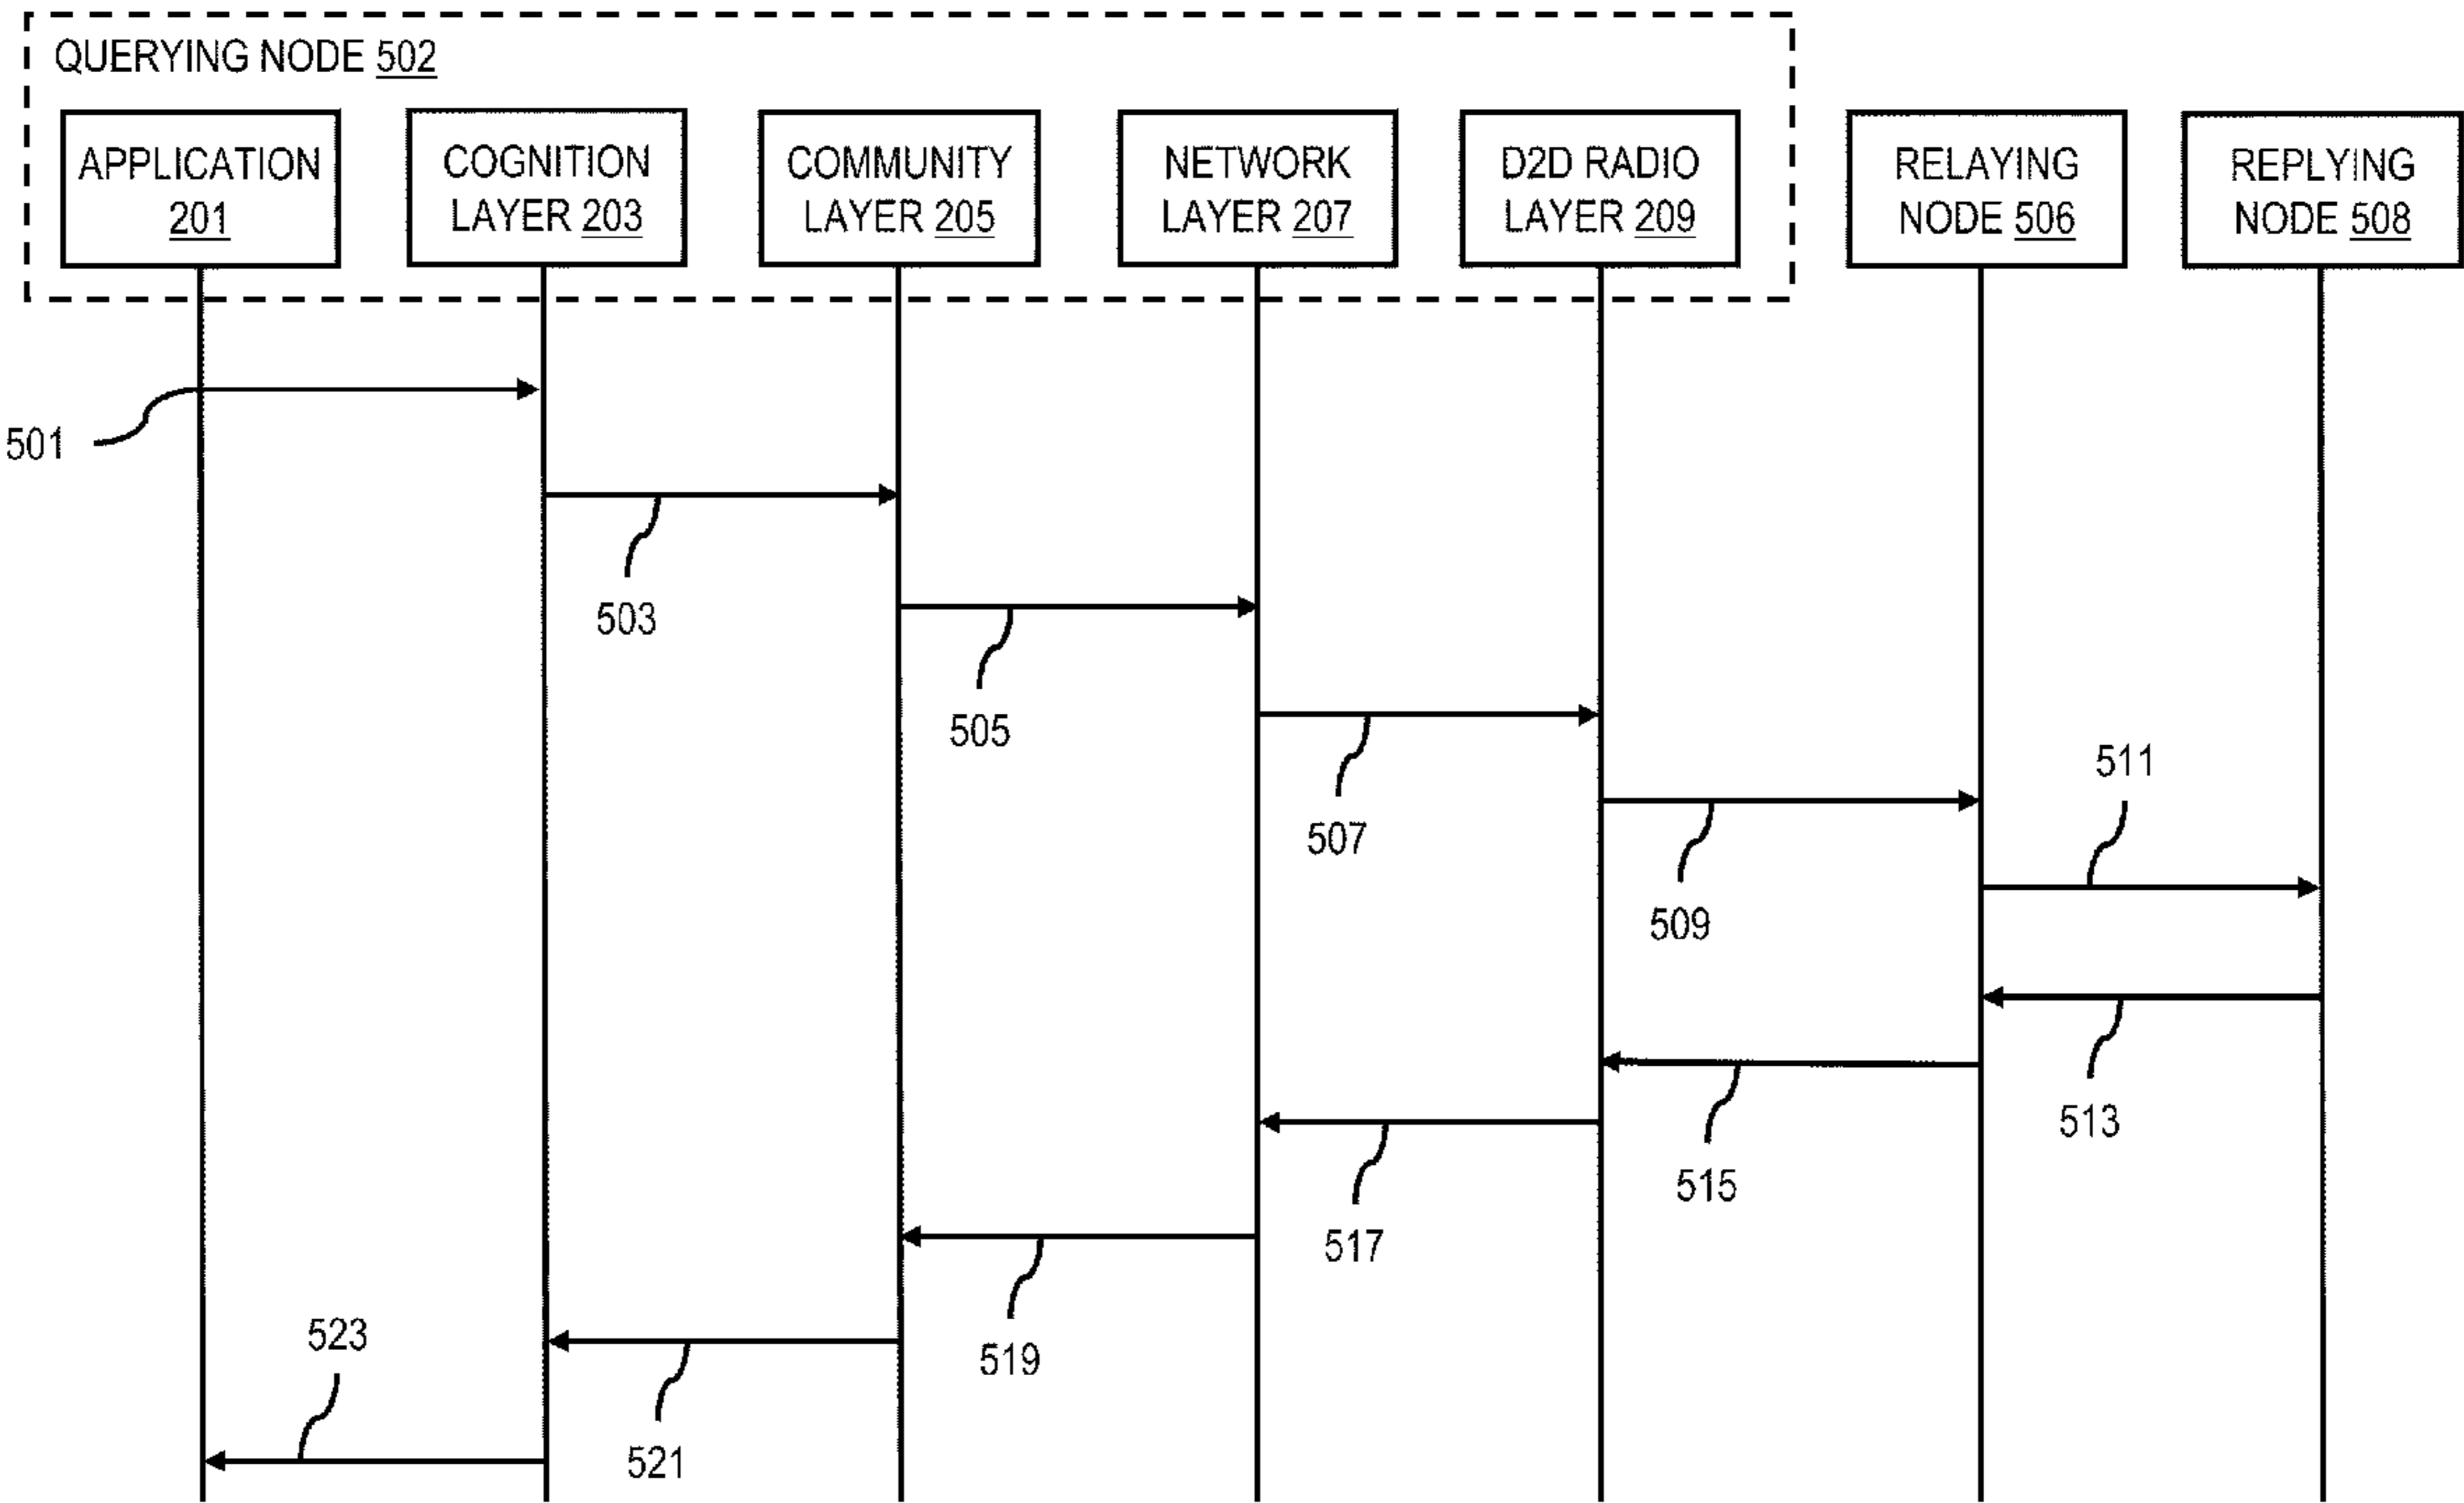 QUERYING NODE 502
APPLICATION
201
COGNITION
LAYER 203
COMMUNITY
LAYER 205
NETWORK
LAYER 207
D2D RADIO
LAYER 209
RELAYING
NODE 506
REPLYING
NODE 508
501
503
505
507
509
511
513
515
517
519
521
523